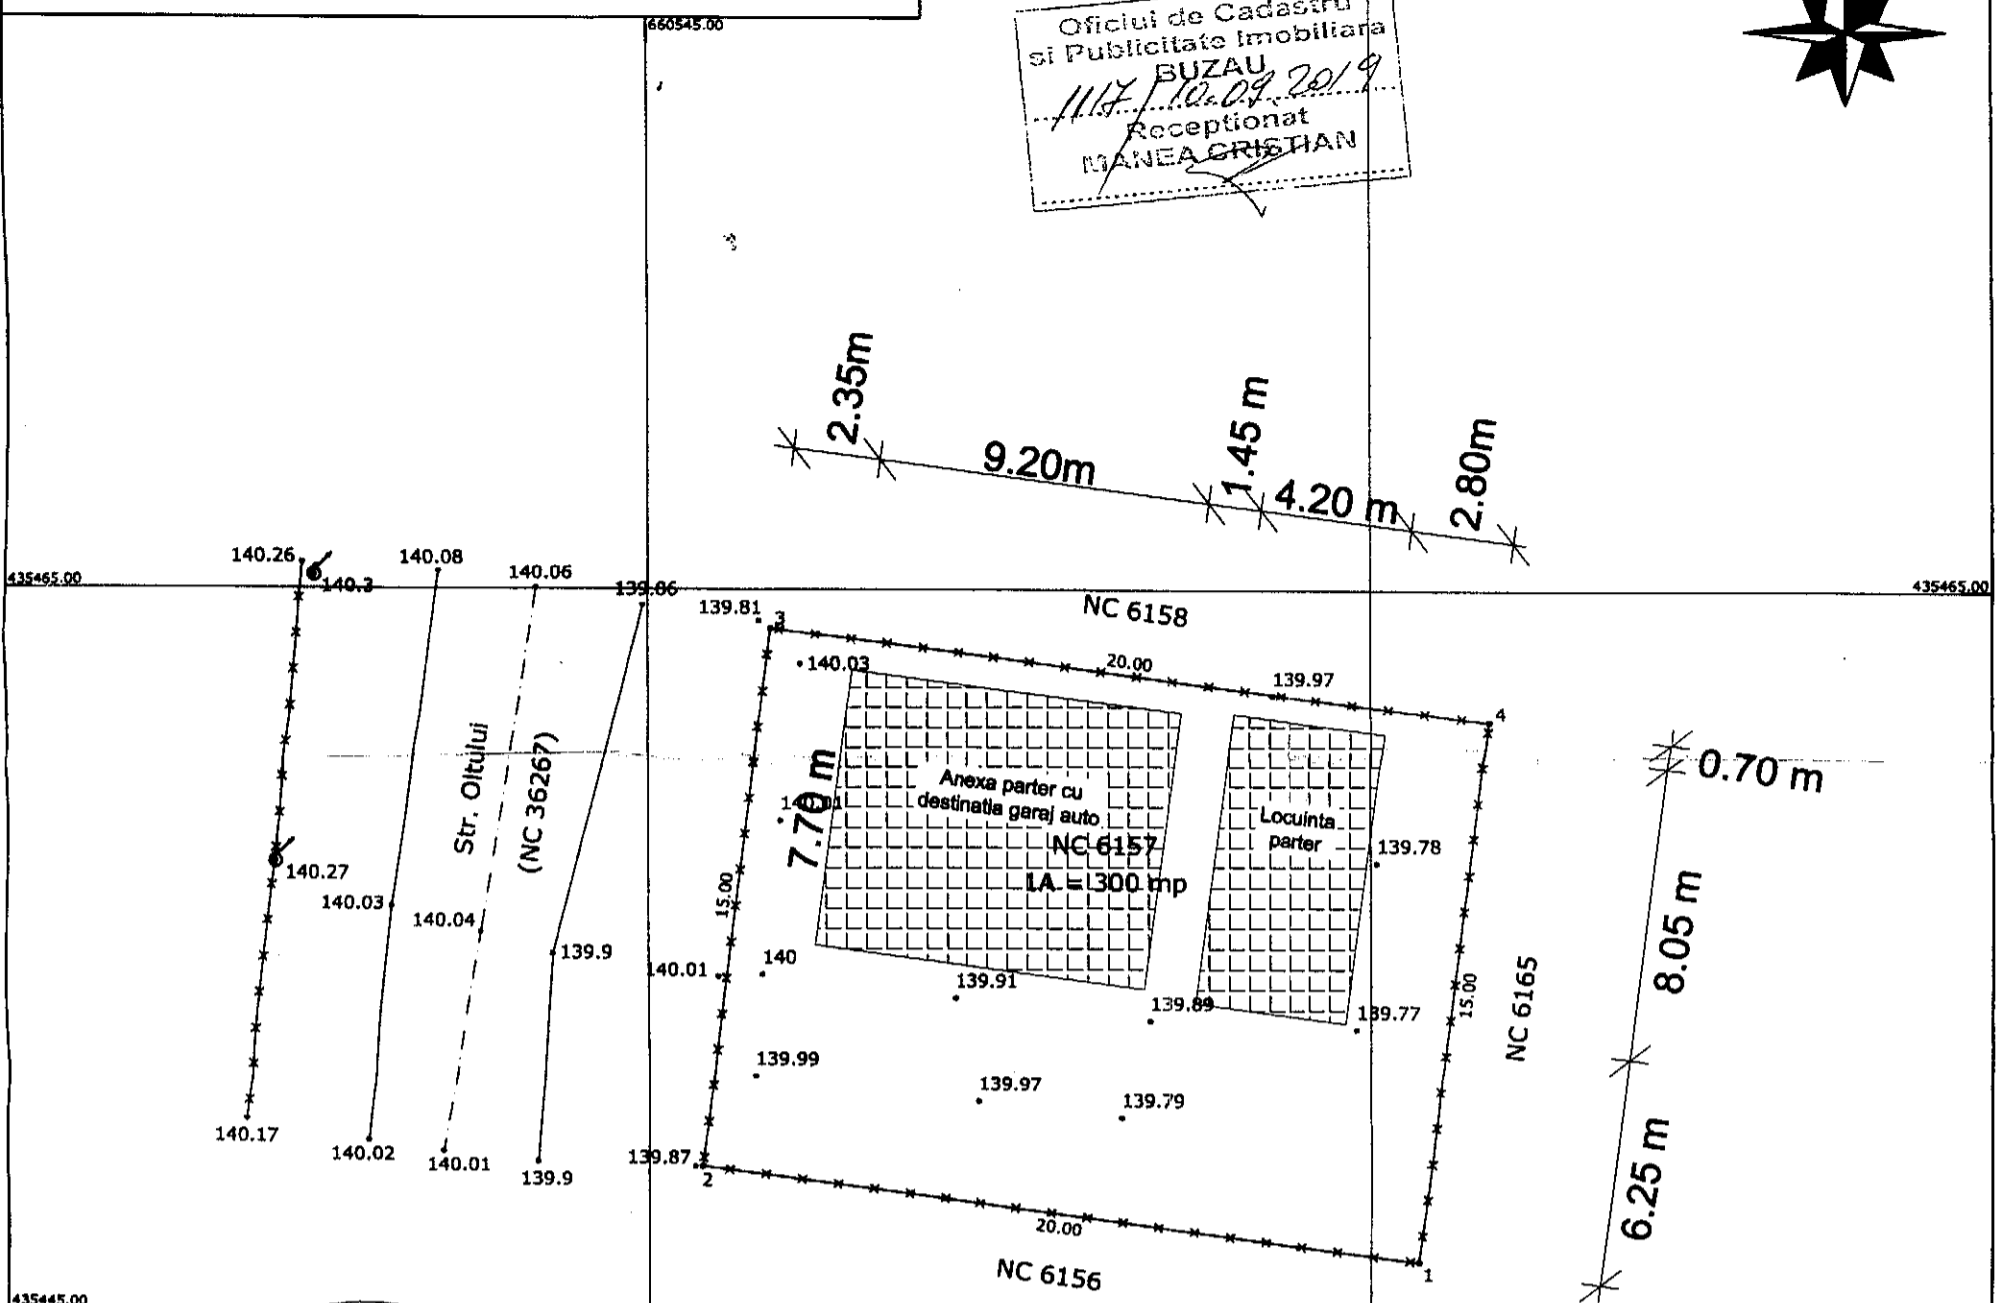 660545.00
Oficiul de Cadastru
si Publicitate Imobiliara
BUZAU
1117 / 10.09.2019
Receptionat
MANEA CRISTIAN
2.35m
9.20m
1.45 m
4.20 m
2.80m
140.26
140.3
140.08
140.06
139.86
435465.00
435465.00
139.81
3
NC 6158
140.03
20.00
139.97
4
0.70 m
Str. Oltului
(NC 36267)
7.70 m
Anexa parter cu
destinatia garaj auto
Locuinta
parter
NC 6157
1A = 300 mp
139.78
140.27
140.03
140.04
15.00
8.05 m
139.9
140.01
140
139.91
139.89
139.77
15.00
NC 6165
139.99
139.97
139.79
140.17
140.02
140.01
139.9
139.87
2
20.00
6.25 m
NC 6156
1
435445.00